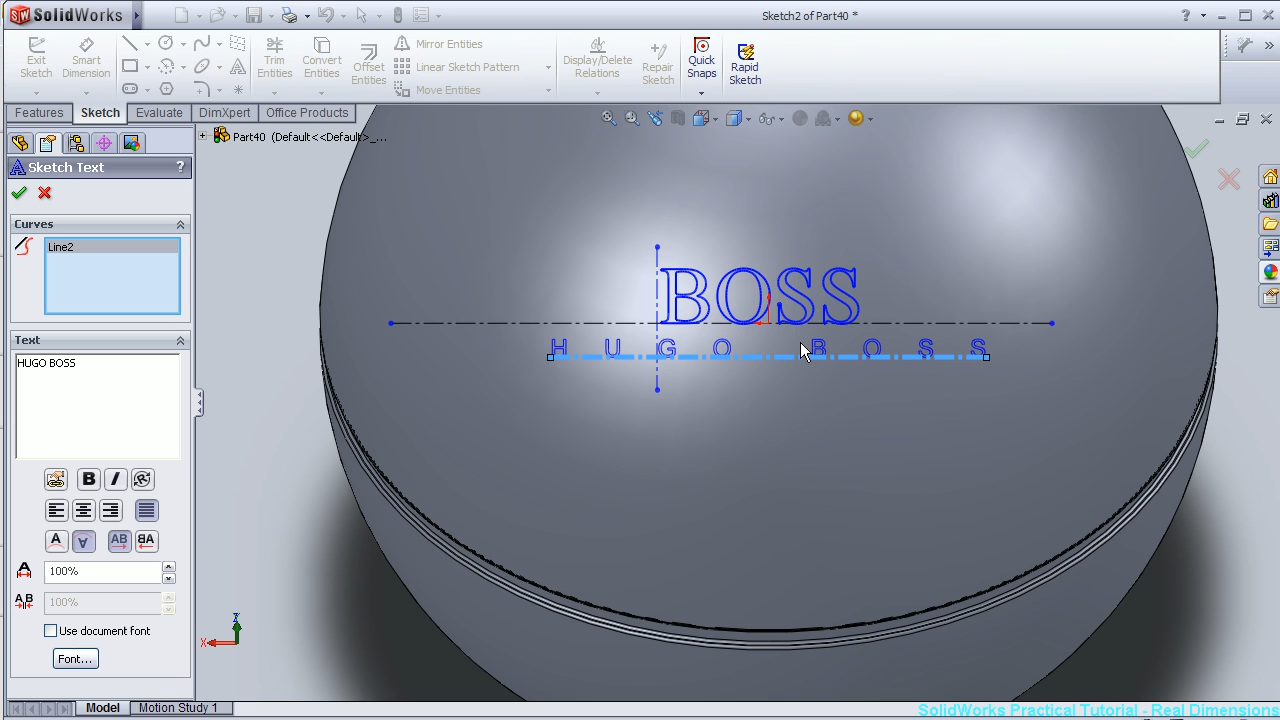 SolidWorks
Sketch2 of Part40 *
?
Exit Sketch
Smart Dimension
Trim Entities
Convert Entities
Offset Entities
Mirror Entities
Linear Sketch Pattern
Move Entities
Display/Delete Relations
Repair Sketch
Quick Snaps
Rapid Sketch
Features
Sketch
Evaluate
DimXpert
Office Products
Part40 (Default<<Default>_...
Sketch Text
?
Curves
Line2
Text
HUGO BOSS
B
I
A
A
AB
AB
100%
AB
100%
Use document font
Font...
BOSS
H U G O B O S S
Z
X
Model
Motion Study 1
SolidWorks Practical Tutorial - Real Dimensions